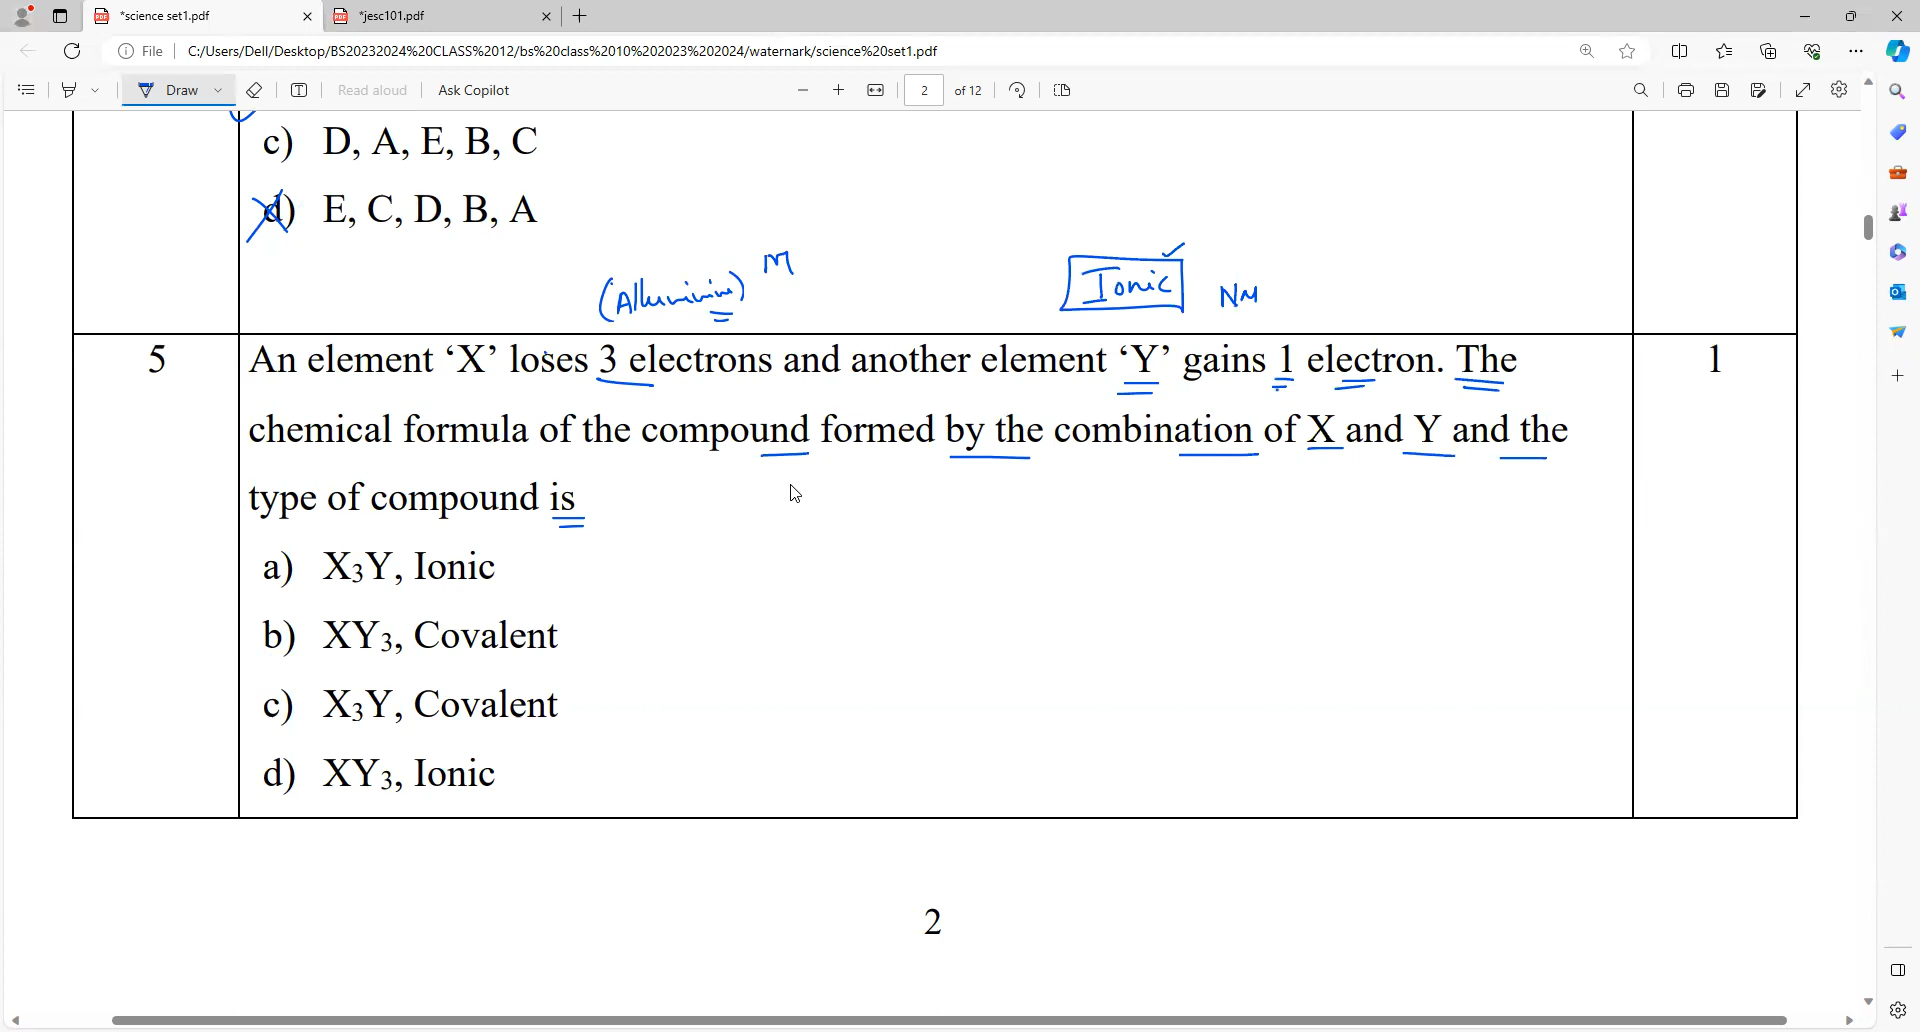 *science set1.pdf
*jesc101.pdf
File
C:/Users/Dell/Desktop/BS20232024%20CLASS%2012/bs%20class%2010%202023%202024/waternark/science%20set1.pdf
Draw
Read aloud
Ask Copilot
2
of 12
c) D, A, E, B, C
d) E, C, D, B, A
(Alluminium) M
Ionic
NM
5
An element ‘X’ loses 3 electrons and another element ‘Y’ gains 1 electron. The
1
chemical formula of the compound formed by the combination of X and Y and the
type of compound is
a) X₃Y, Ionic
b) XY₃, Covalent
c) X₃Y, Covalent
d) XY₃, Ionic
2